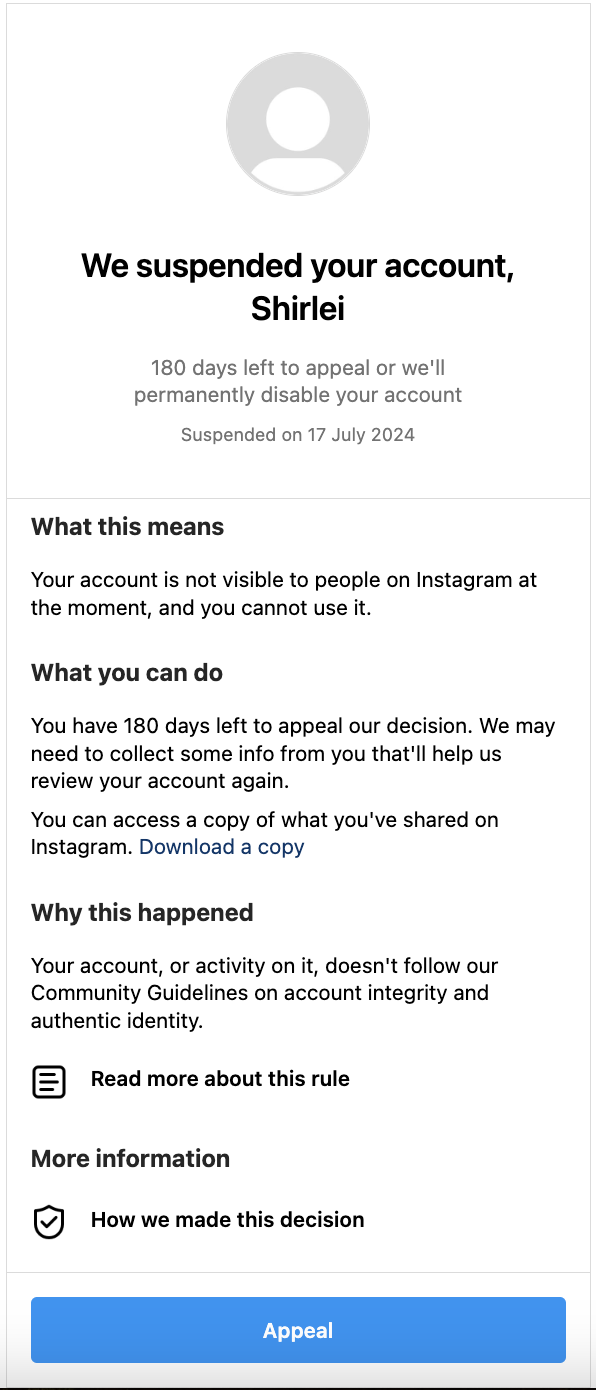 We suspended your account,
Shirlei
180 days left to appeal or we'll
permanently disable your account
Suspended on 17 July 2024
What this means
Your account is not visible to people on Instagram at
the moment, and you cannot use it.
What you can do
You have 180 days left to appeal our decision. We may
need to collect some info from you that'll help us
review your account again.
You can access a copy of what you've shared on
Instagram. Download a copy
Why this happened
Your account, or activity on it, doesn't follow our
Community Guidelines on account integrity and
authentic identity.
Read more about this rule
More information
How we made this decision
Appeal